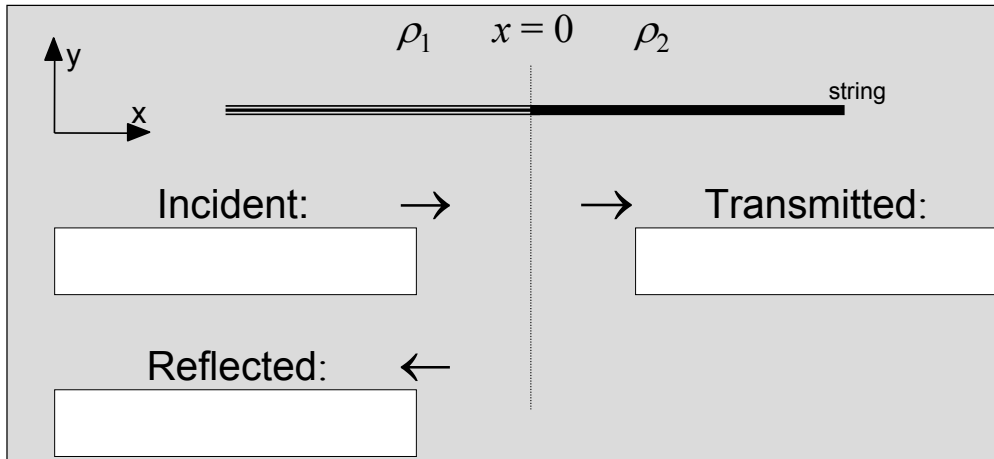 ρ₁ x = 0 ρ₂
y
x
string
Incident: → → Transmitted:
Reflected: ←